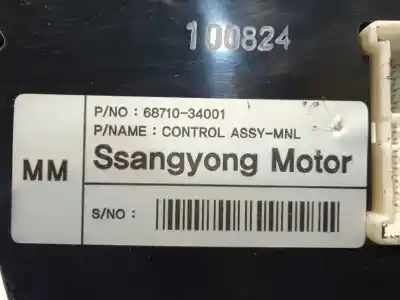 100824
P/NO : 68710-34001
P/NAME : CONTROL ASSY-MNL
MM
Ssangyong Motor
S/NO :